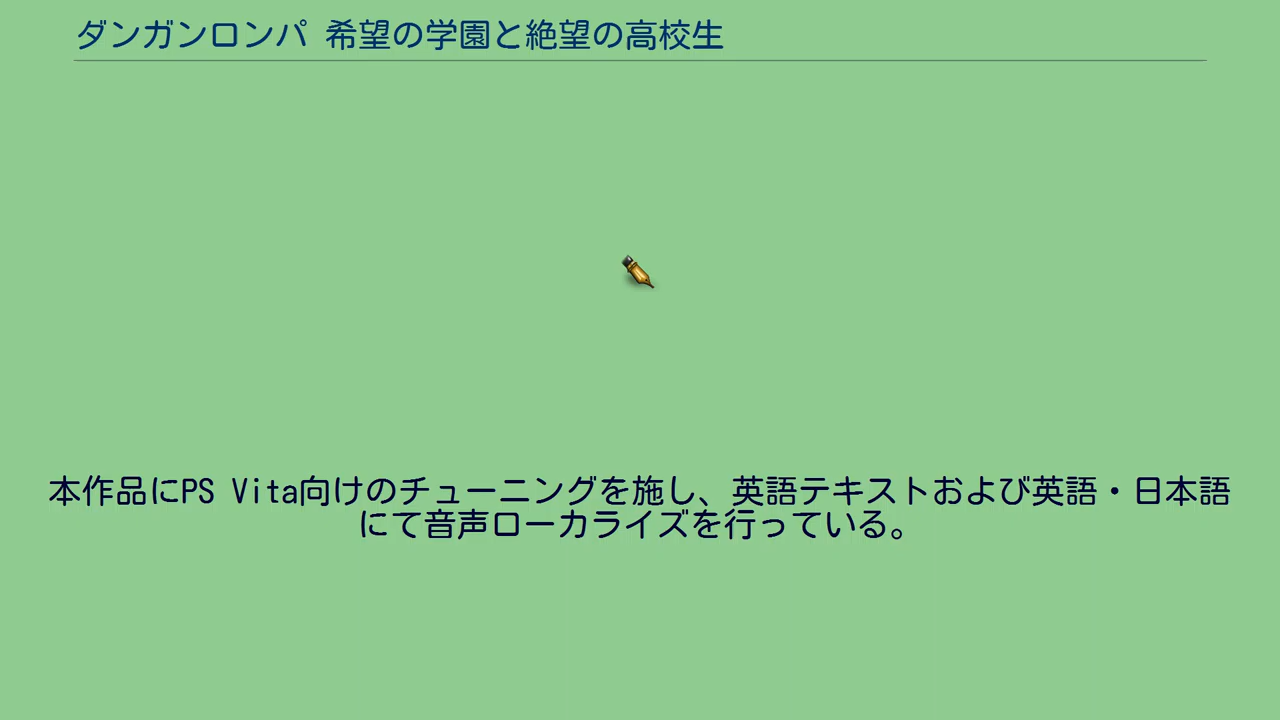 ダンガンロンパ 希望の学園と絶望の高校生
本作品にPS Vita向けのチューニングを施し、英語テキストおよび英語・日本語
にて音声ローカライズを行っている。